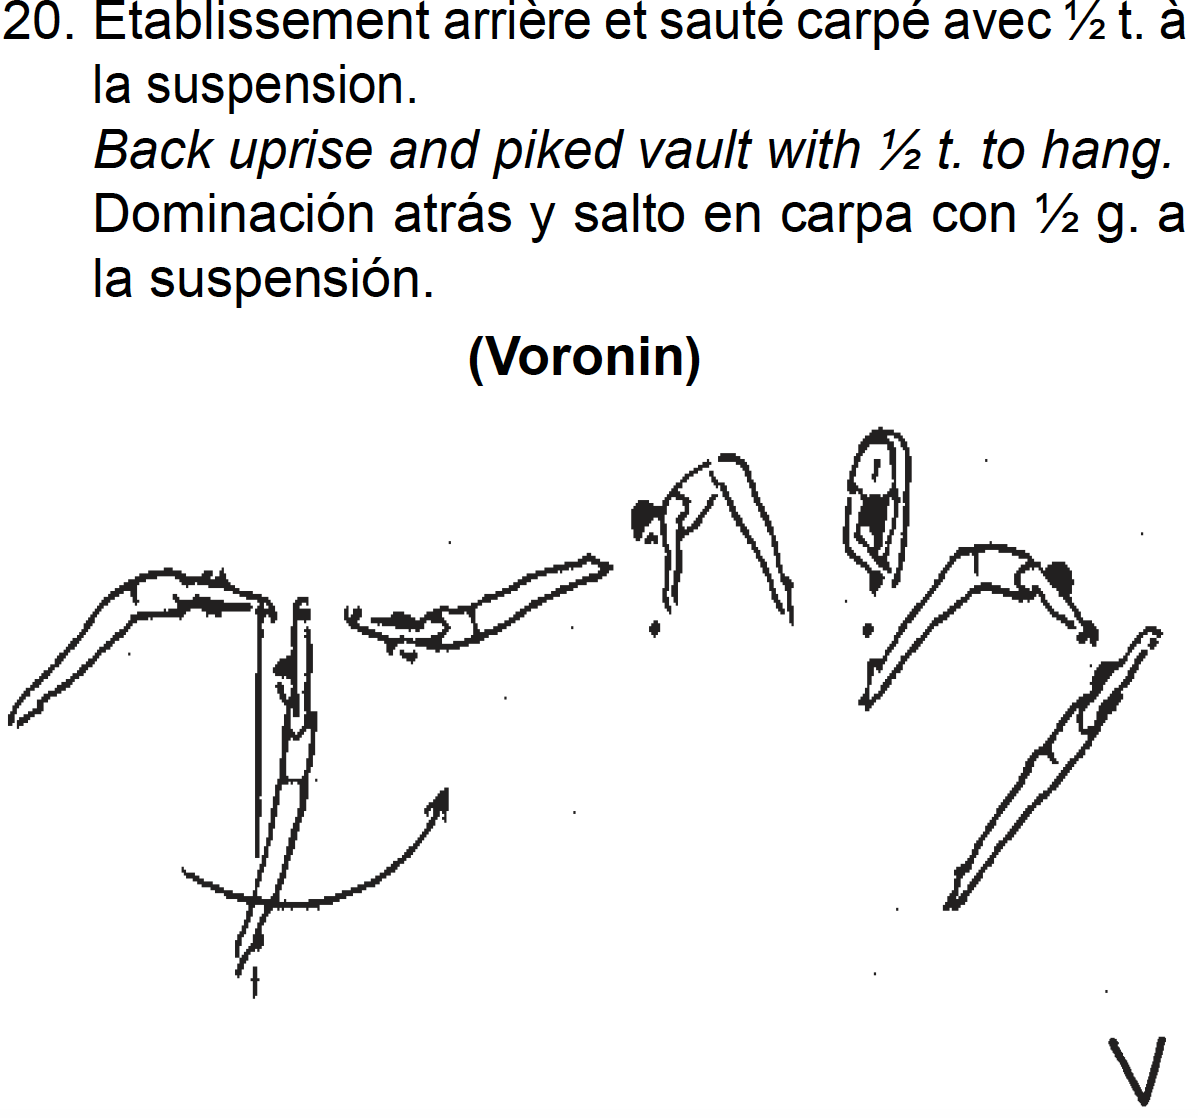 20. Etablissement arrière et sauté carpé avec ½ t. à
la suspension.
Back uprise and piked vault with ½ t. to hang.
Dominación atrás y salto en carpa con ½ g. a
la suspensión.
(Voronin)
V